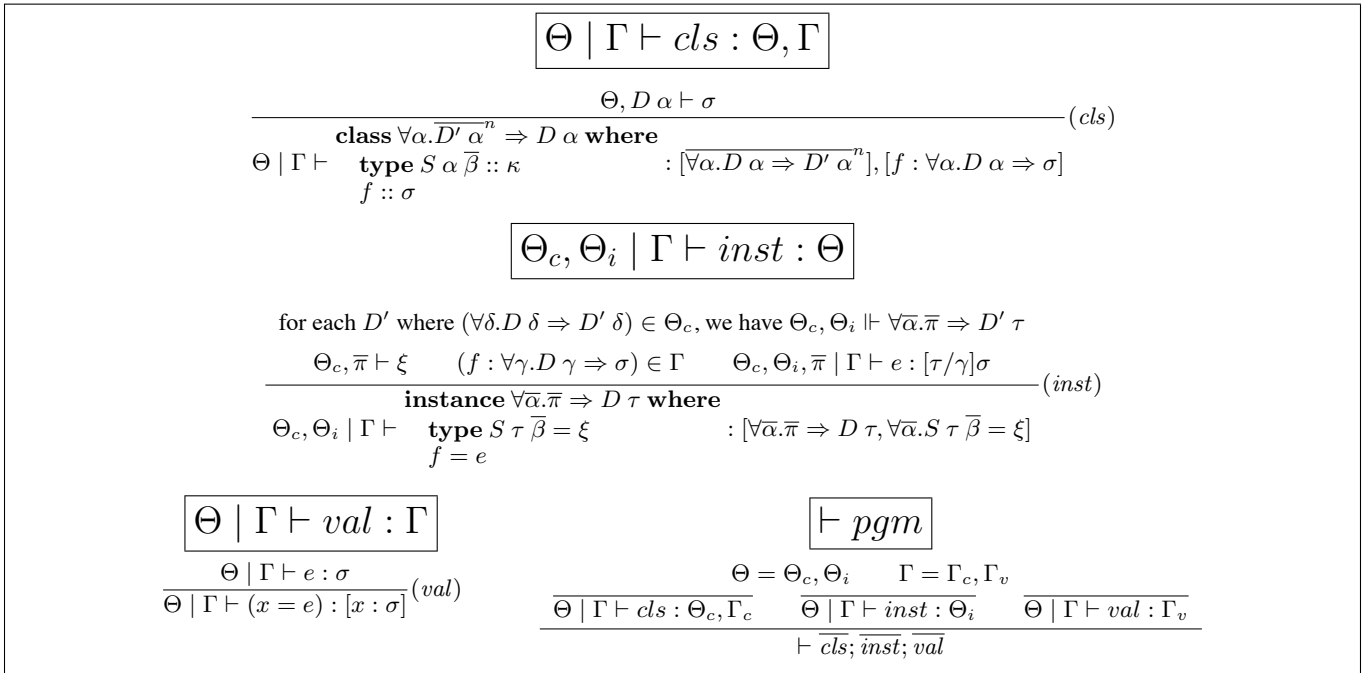 Θ | Γ ⊢ cls : Θ, Γ
Θ, D α ⊢ σ
(cls)
class ∀α.D′ α̅ⁿ ⇒ D α where
Θ | Γ ⊢ type S α β̅ :: κ : [∀α.D α ⇒ D′ α̅ⁿ], [f : ∀α.D α ⇒ σ]
f :: σ
Θc, Θi | Γ ⊢ inst : Θ
for each D′ where (∀δ.D δ ⇒ D′ δ) ∈ Θc, we have Θc, Θi ⊩ ∀α̅.π̅ ⇒ D′ τ
Θc, π̅ ⊢ ξ (f : ∀γ.D γ ⇒ σ) ∈ Γ Θc, Θi, π̅ | Γ ⊢ e : [τ/γ]σ
(inst)
instance ∀α̅.π̅ ⇒ D τ where
Θc, Θi | Γ ⊢ type S τ β̅ = ξ : [∀α̅.π̅ ⇒ D τ, ∀α̅.S τ β̅ = ξ]
f = e
Θ | Γ ⊢ val : Γ
Θ | Γ ⊢ e : σ
(val)
Θ | Γ ⊢ (x = e) : [x : σ]
⊢ pgm
Θ = Θc, Θi Γ = Γc, Γv
Θ | Γ ⊢ cls : Θc, Γc Θ | Γ ⊢ inst : Θi Θ | Γ ⊢ val : Γv
⊢ cls; inst; val